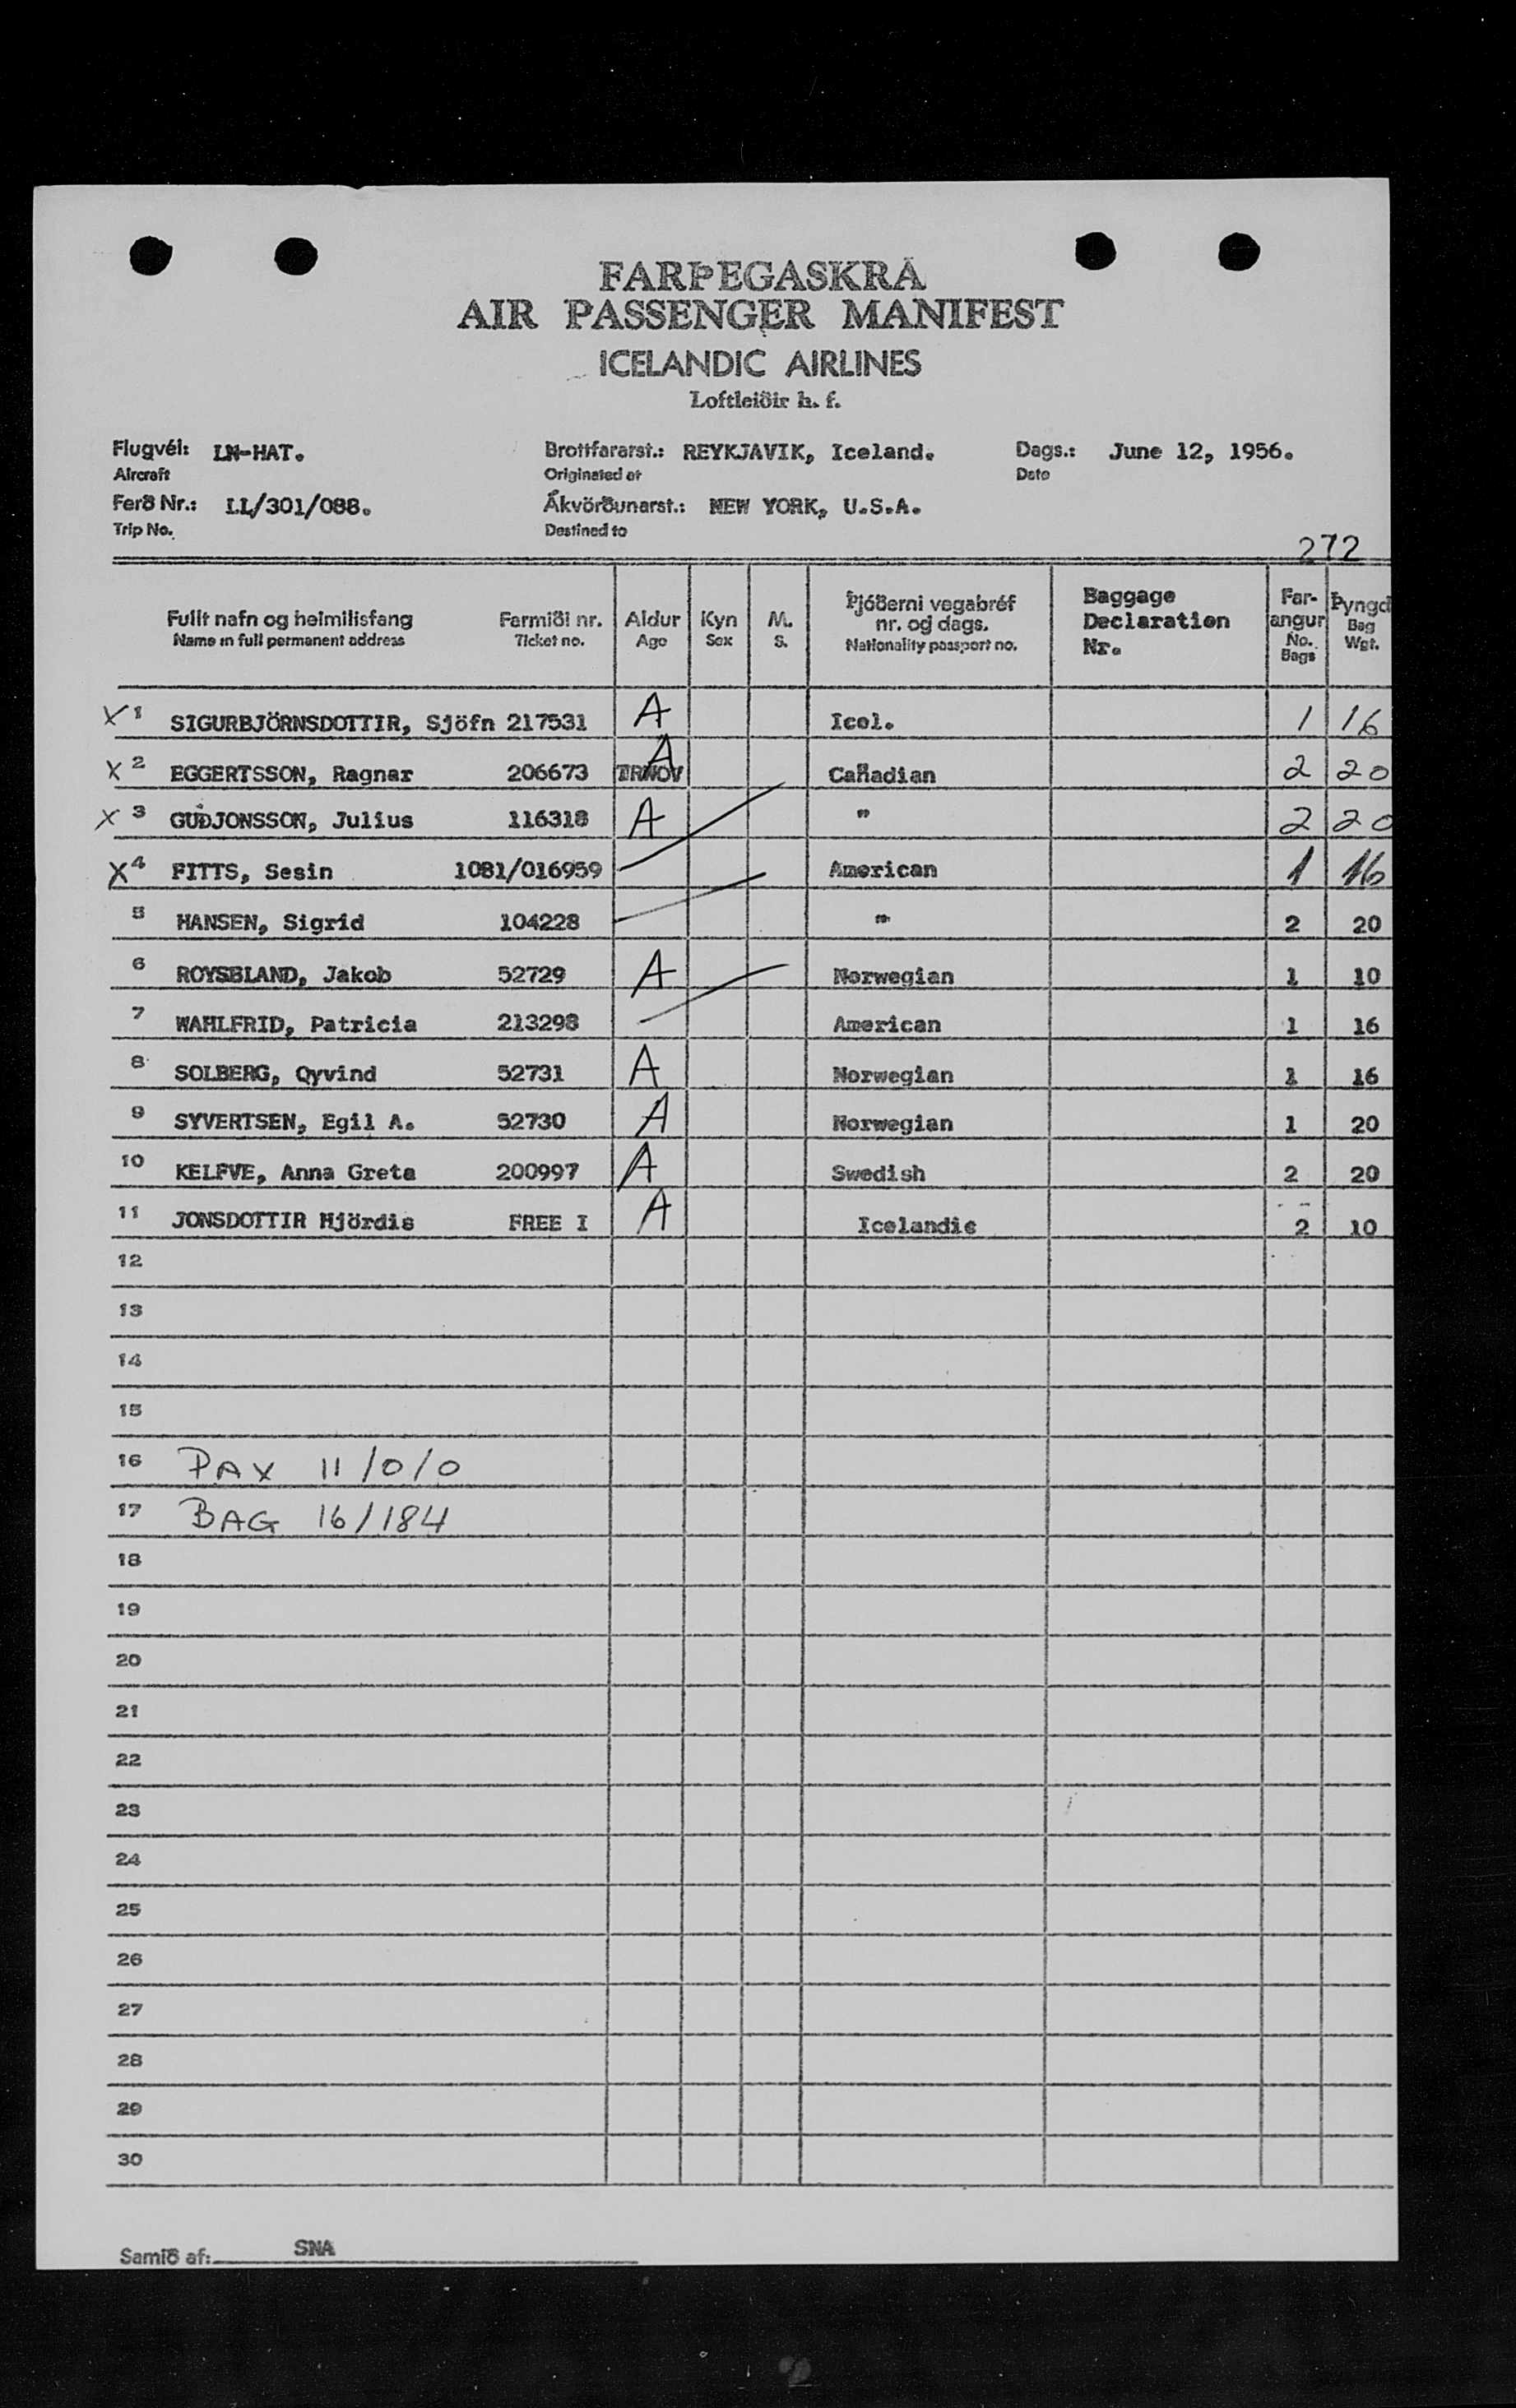 FARÞEGASKRÁ
AIR PASSENGER MANIFEST
ICELANDIC AIRLINES
Loftleiðir h. f.
Flugvél: LN-HAT. Brottfararst.: REYKJAVIK, Iceland. Dags.: June 12, 1956.
Aircraft Originated at Date
Ferð Nr.: LL/301/088. Ákvörðunarst.: NEW YORK, U.S.A.
Trip No. Destined to
272
Fullt nafn og heimilisfang Farmiði nr. Aldur Kyn M. Þjóðerni vegabréf nr. og dags. Baggage Declaration Nr. Far-angur Þyngd
Name in full permanent address Ticket no. Age Sex S. Nationality passport no. No. Bags Bag Wgt.
X 1 SIGURBJÖRNSDOTTIR, Sjöfn 217531 A Icel. 1 16
X 2 EGGERTSSON, Ragnar 206673 A Canadian 2 20
X 3 GUÐJONSSON, Julius 116318 A " 2 20
X 4 FITTS, Sesin 1081/016959 American 1 16
5 HANSEN, Sigrid 104228 " 2 20
6 ROYSELAND, Jakob 52729 A Norwegian 1 10
7 WAHLFRID, Patricia 213298 American 1 16
8 SOLBERG, Qyvind 52731 A Norwegian 1 16
9 SYVERTSEN, Egil A. 52730 A Norwegian 1 20
10 KELFVE, Anna Greta 200997 A Swedish 2 20
11 JONSDOTTIR Hjördis FREE I A Icelandic 2 10
12
13
14
15
16 PAX 11/0/0
17 BAG 16/184
18
19
20
21
22
23
24
25
26
27
28
29
30
Samið af: SNA